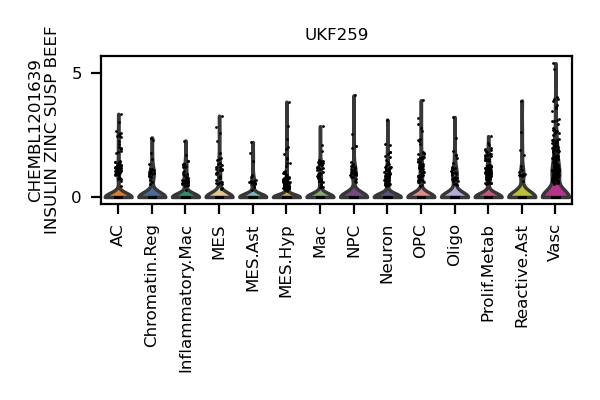 UKF259
CHEMBL1201639
INSULIN ZINC SUSP BEEF
5
0
AC
Chromatin.Reg
Inflammatory.Mac
MES
MES.Ast
MES.Hyp
Mac
NPC
Neuron
OPC
Oligo
Prolif.Metab
Reactive.Ast
Vasc